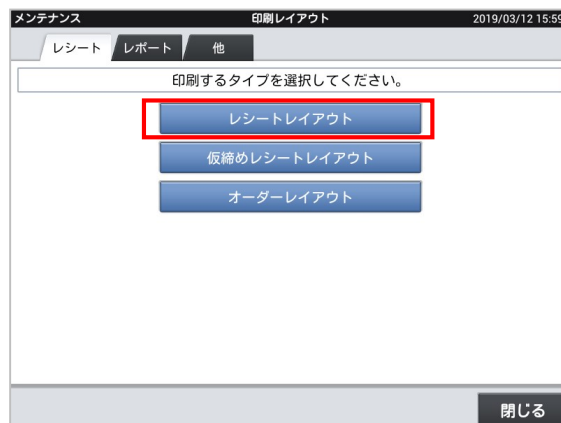 メンテナンス 印刷レイアウト 2019/03/12 15:59
レシート レポート 他
印刷するタイプを選択してください。
レシートレイアウト
仮締めレシートレイアウト
オーダーレイアウト
閉じる